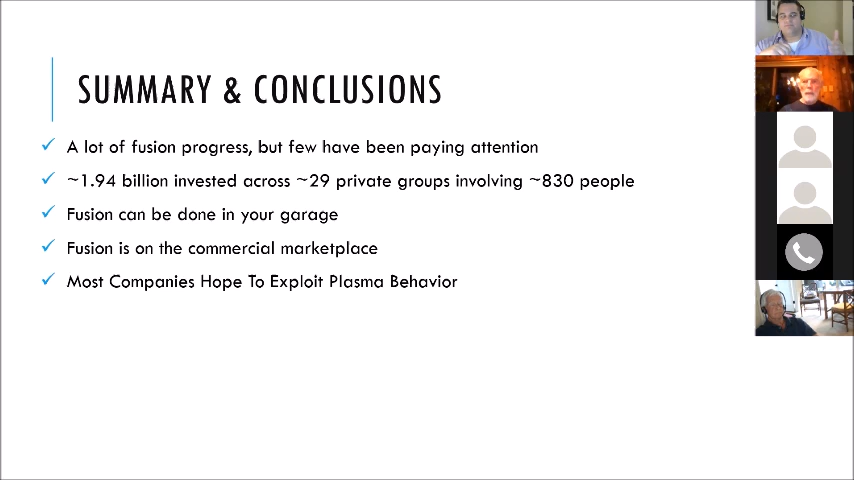 SUMMARY & CONCLUSIONS
A lot of fusion progress, but few have been paying attention
~1.94 billion invested across ~29 private groups involving ~830 people
Fusion can be done in your garage
Fusion is on the commercial marketplace
Most Companies Hope To Exploit Plasma Behavior